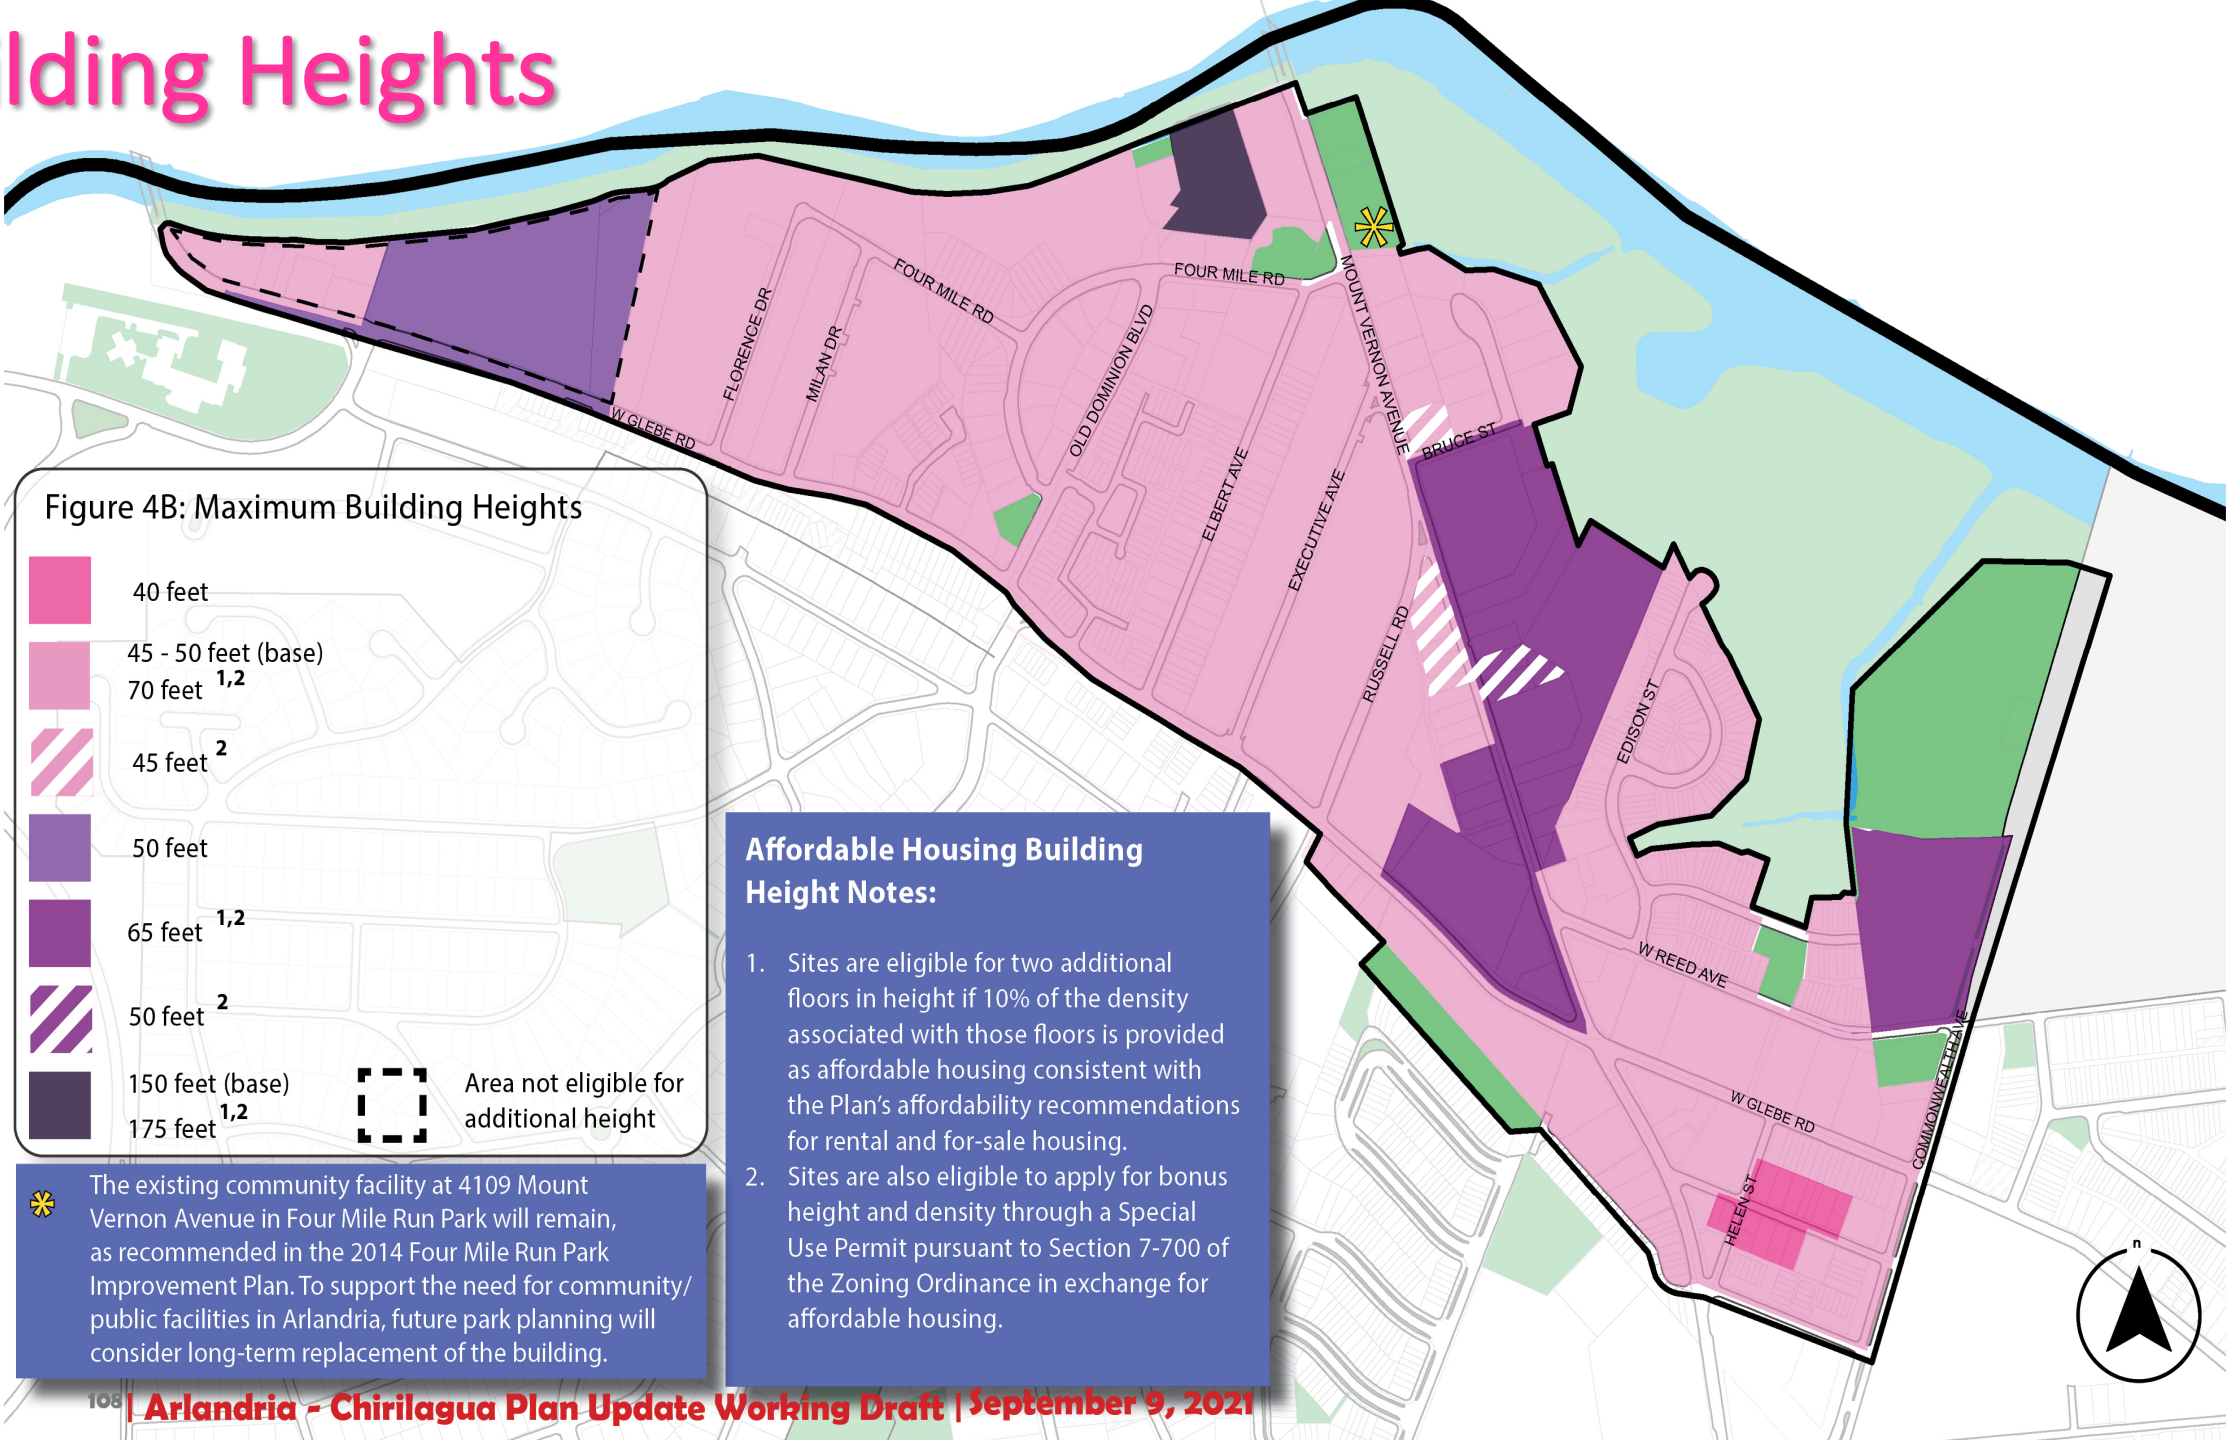 ilding Heights
FOUR MILE RD
FOUR MILE RD
MOUNT VERNON AVENUE
FLORENCE DR
MILAN DR
OLD DOMINION BLVD
W GLEBE RD
BRUCE ST
ELBERT AVE
EXECUTIVE AVE
RUSSELL RD
EDISON ST
W REED AVE
W GLEBE RD
COMMONWEALTH AVE
HELEN ST
n
Figure 4B: Maximum Building Heights
40 feet
45 - 50 feet (base)
70 feet 1,2
45 feet 2
50 feet
65 feet 1,2
50 feet 2
150 feet (base)
175 feet 1,2
Area not eligible for
additional height
The existing community facility at 4109 Mount
Vernon Avenue in Four Mile Run Park will remain,
as recommended in the 2014 Four Mile Run Park
Improvement Plan. To support the need for community/
public facilities in Arlandria, future park planning will
consider long-term replacement of the building.
Affordable Housing Building
Height Notes:
1. Sites are eligible for two additional
floors in height if 10% of the density
associated with those floors is provided
as affordable housing consistent with
the Plan's affordability recommendations
for rental and for-sale housing.
2. Sites are also eligible to apply for bonus
height and density through a Special
Use Permit pursuant to Section 7-700 of
the Zoning Ordinance in exchange for
affordable housing.
108 | Arlandria - Chirilagua Plan Update Working Draft | September 9, 2021